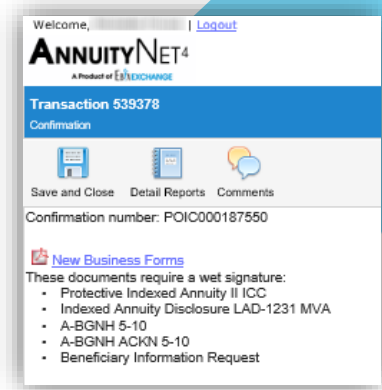 Welcome, | Logout
ANNUITYNET4
A Product of EBIXEXCHANGE
Transaction 539378
Confirmation
Save and Close Detail Reports Comments
Confirmation number: POIC000187550
New Business Forms
These documents require a wet signature:
• Protective Indexed Annuity II ICC
• Indexed Annuity Disclosure LAD-1231 MVA
• A-BGNH 5-10
• A-BGNH ACKN 5-10
• Beneficiary Information Request